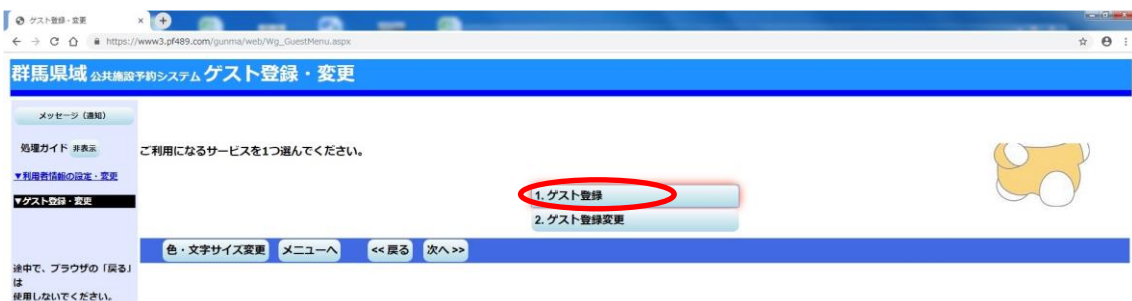 ゲスト登録・変更
https://www3.pf489.com/gunma/web/Wg_GuestMenu.aspx
群馬県域 公共施設予約システム ゲスト登録・変更
メッセージ（通知）
処理ガイド 非表示
ご利用になるサービスを1つ選んでください。
▼利用者情報の設定・変更
▼ゲスト登録・変更
1. ゲスト登録
2. ゲスト登録変更
色・文字サイズ変更 メニューへ << 戻る 次へ >>
途中で、ブラウザの「戻る」
は
使用しないでください。